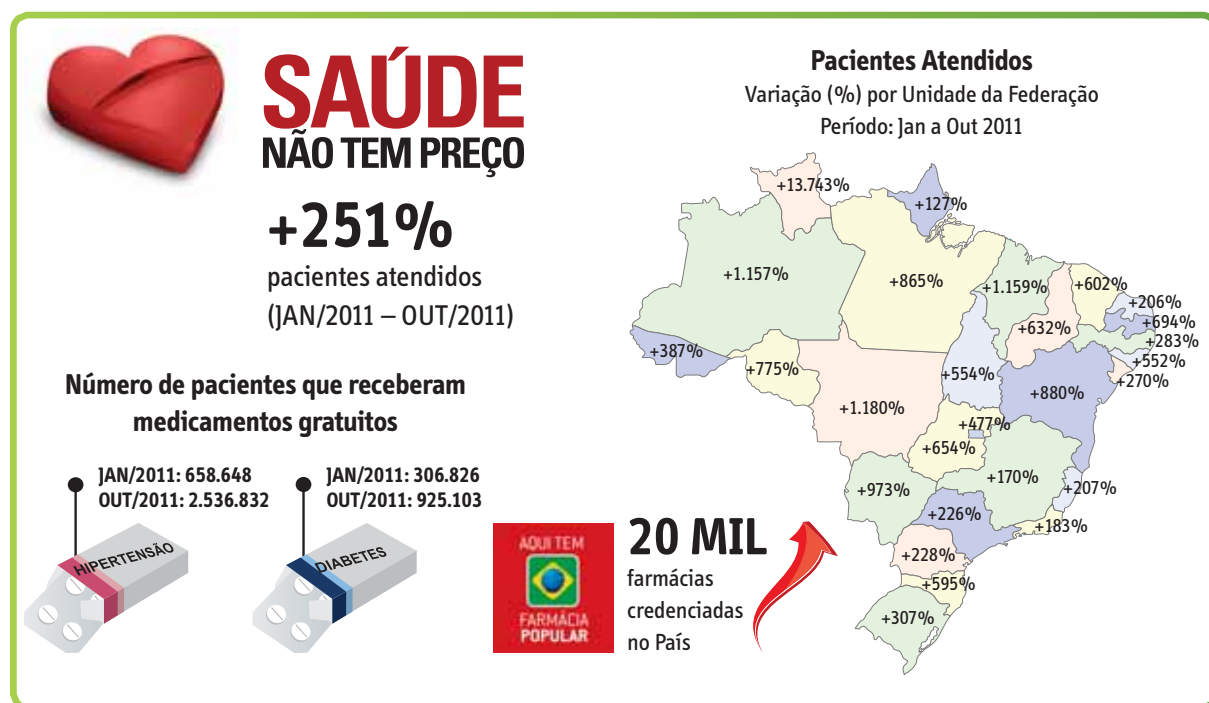 SAÚDE
NÃO TEM PREÇO
+251%
pacientes atendidos
(JAN/2011 – OUT/2011)
Número de pacientes que receberam
medicamentos gratuitos
JAN/2011: 658.648
OUT/2011: 2.536.832
HIPERTENSÃO
JAN/2011: 306.826
OUT/2011: 925.103
DIABETES
AQUI TEM
FARMÁCIA
POPULAR
20 MIL
farmácias
credenciadas
no País
Pacientes Atendidos
Variação (%) por Unidade da Federação
Período: Jan a Out 2011
+13.743%
+127%
+1.157%
+865%
+1.159%
+602%
+206%
+694%
+283%
+552%
+270%
+632%
+387%
+775%
+554%
+880%
+1.180%
+477%
+654%
+170%
+973%
+207%
+226%
+183%
+228%
+595%
+307%